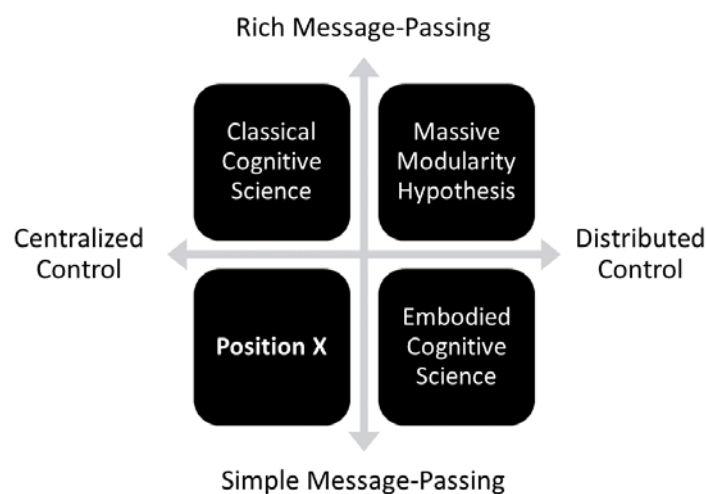 Rich Message-Passing
Classical
Cognitive
Science
Massive
Modularity
Hypothesis
Centralized
Control
Distributed
Control
Position X
Embodied
Cognitive
Science
Simple Message-Passing